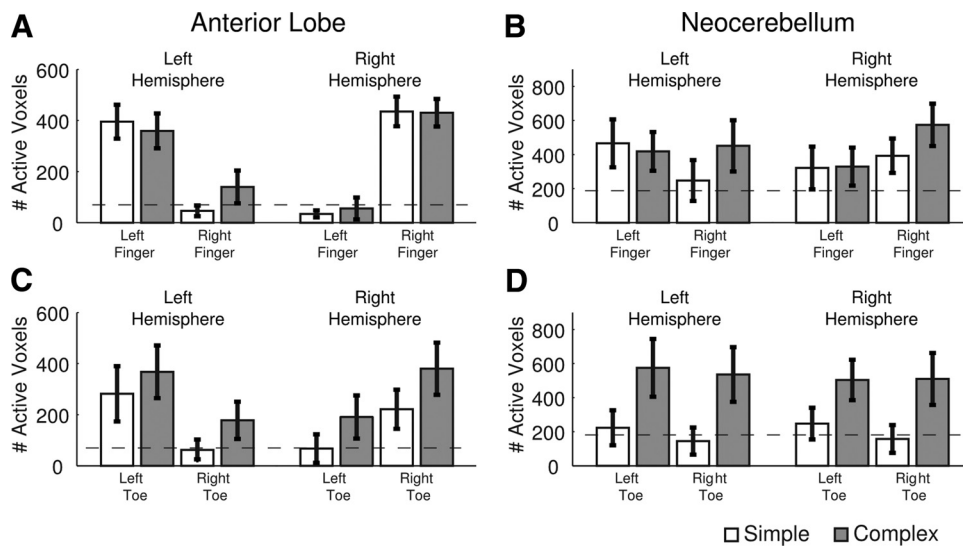 Anterior Lobe
Neocerebellum
A
Left
Hemisphere
Right
Hemisphere
# Active Voxels
600
400
200
0
Left
Finger
Right
Finger
Left
Finger
Right
Finger
B
Left
Hemisphere
Right
Hemisphere
# Active Voxels
800
600
400
200
0
Left
Finger
Right
Finger
Left
Finger
Right
Finger
C
Left
Hemisphere
Right
Hemisphere
# Active Voxels
600
400
200
0
Left
Toe
Right
Toe
Left
Toe
Right
Toe
D
Left
Hemisphere
Right
Hemisphere
# Active Voxels
800
600
400
200
0
Left
Toe
Right
Toe
Left
Toe
Right
Toe
Simple Complex